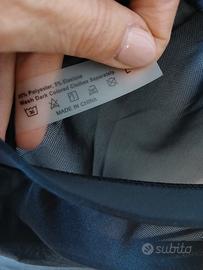 Polyester, 5% Elastane
Wash Dark Colored Clothes Separately
MADE IN CHINA
subito